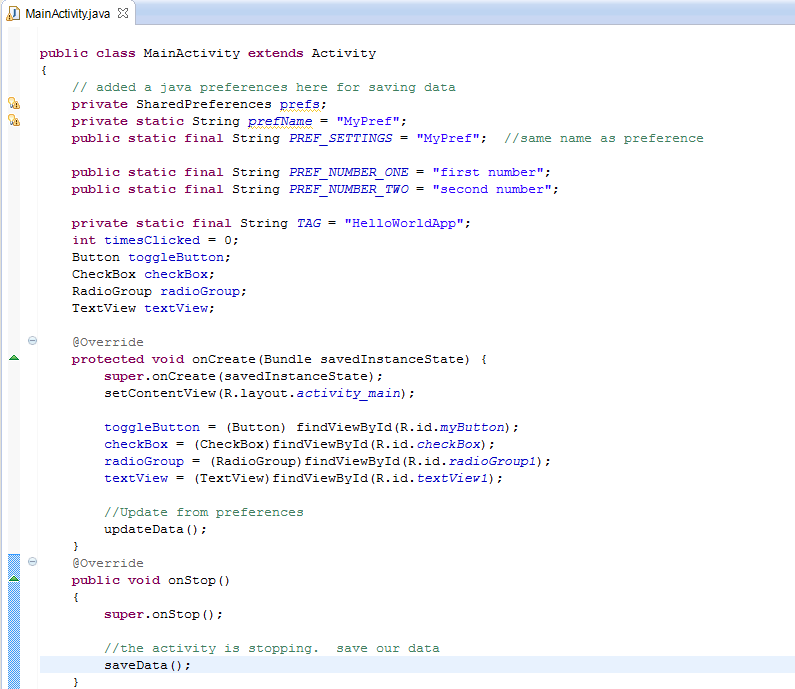 MainActivity.java
public class MainActivity extends Activity
{
// added a java preferences here for saving data
private SharedPreferences prefs;
private static String prefName = "MyPref";
public static final String PREF_SETTINGS = "MyPref";  //same name as preference
public static final String PREF_NUMBER_ONE = "first number";
public static final String PREF_NUMBER_TWO = "second number";
private static final String TAG = "HelloWorldApp";
int timesClicked = 0;
Button toggleButton;
CheckBox checkBox;
RadioGroup radioGroup;
TextView textView;
@Override
protected void onCreate(Bundle savedInstanceState) {
super.onCreate(savedInstanceState);
setContentView(R.layout.activity_main);
toggleButton = (Button) findViewById(R.id.myButton);
checkBox = (CheckBox)findViewById(R.id.checkBox);
radioGroup = (RadioGroup)findViewById(R.id.radioGroup1);
textView = (TextView)findViewById(R.id.textView1);
//Update from preferences
updateData();
}
@Override
public void onStop()
{
super.onStop();
//the activity is stopping.  save our data
saveData();
}